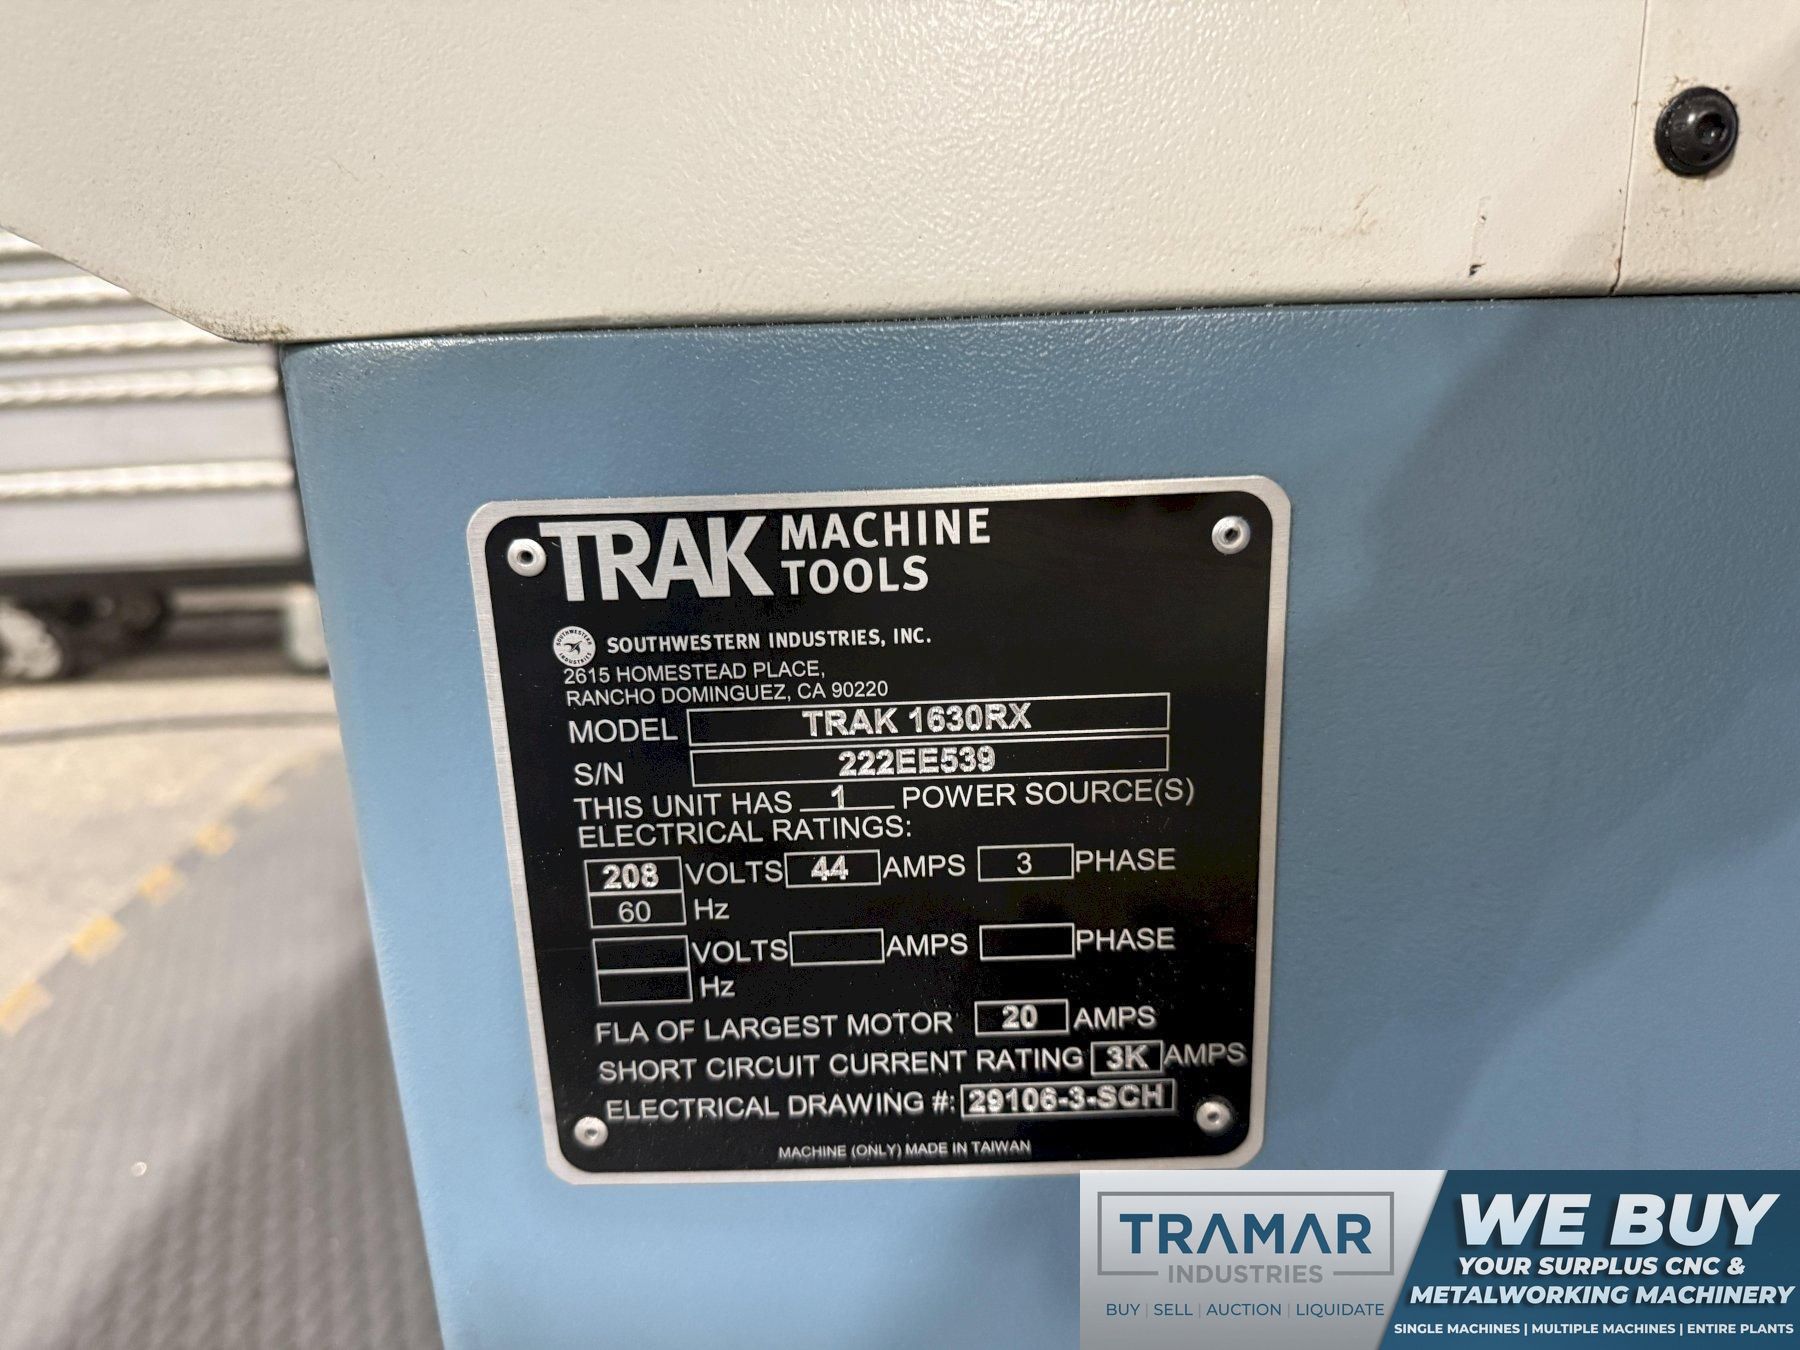 TRAK MACHINE
TOOLS
SOUTHWESTERN INDUSTRIES, INC.
2615 HOMESTEAD PLACE,
RANCHO DOMINGUEZ, CA 90220
MODEL TRAK 1630RX
S/N 222EE539
THIS UNIT HAS 1 POWER SOURCE(S)
ELECTRICAL RATINGS:
208 VOLTS 44 AMPS 3 PHASE
60 Hz
VOLTS AMPS PHASE
Hz
FLA OF LARGEST MOTOR 20 AMPS
SHORT CIRCUIT CURRENT RATING 3K AMPS
ELECTRICAL DRAWING #: 29106-3-SCH
MACHINE (ONLY) MADE IN TAIWAN
TRAMAR
INDUSTRIES
BUY | SELL | AUCTION | LIQUIDATE
WE BUY
YOUR SURPLUS CNC &
METALWORKING MACHINERY
SINGLE MACHINES | MULTIPLE MACHINES | ENTIRE PLANTS